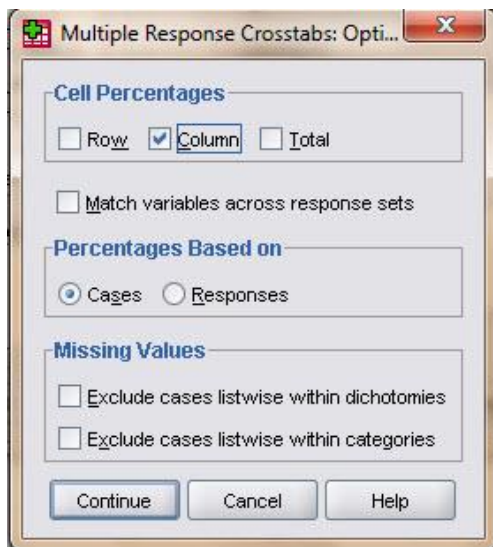 Multiple Response Crosstabs: Opti...
Cell Percentages
Row Column Total
Match variables across response sets
Percentages Based on
Cases Responses
Missing Values
Exclude cases listwise within dichotomies
Exclude cases listwise within categories
Continue Cancel Help